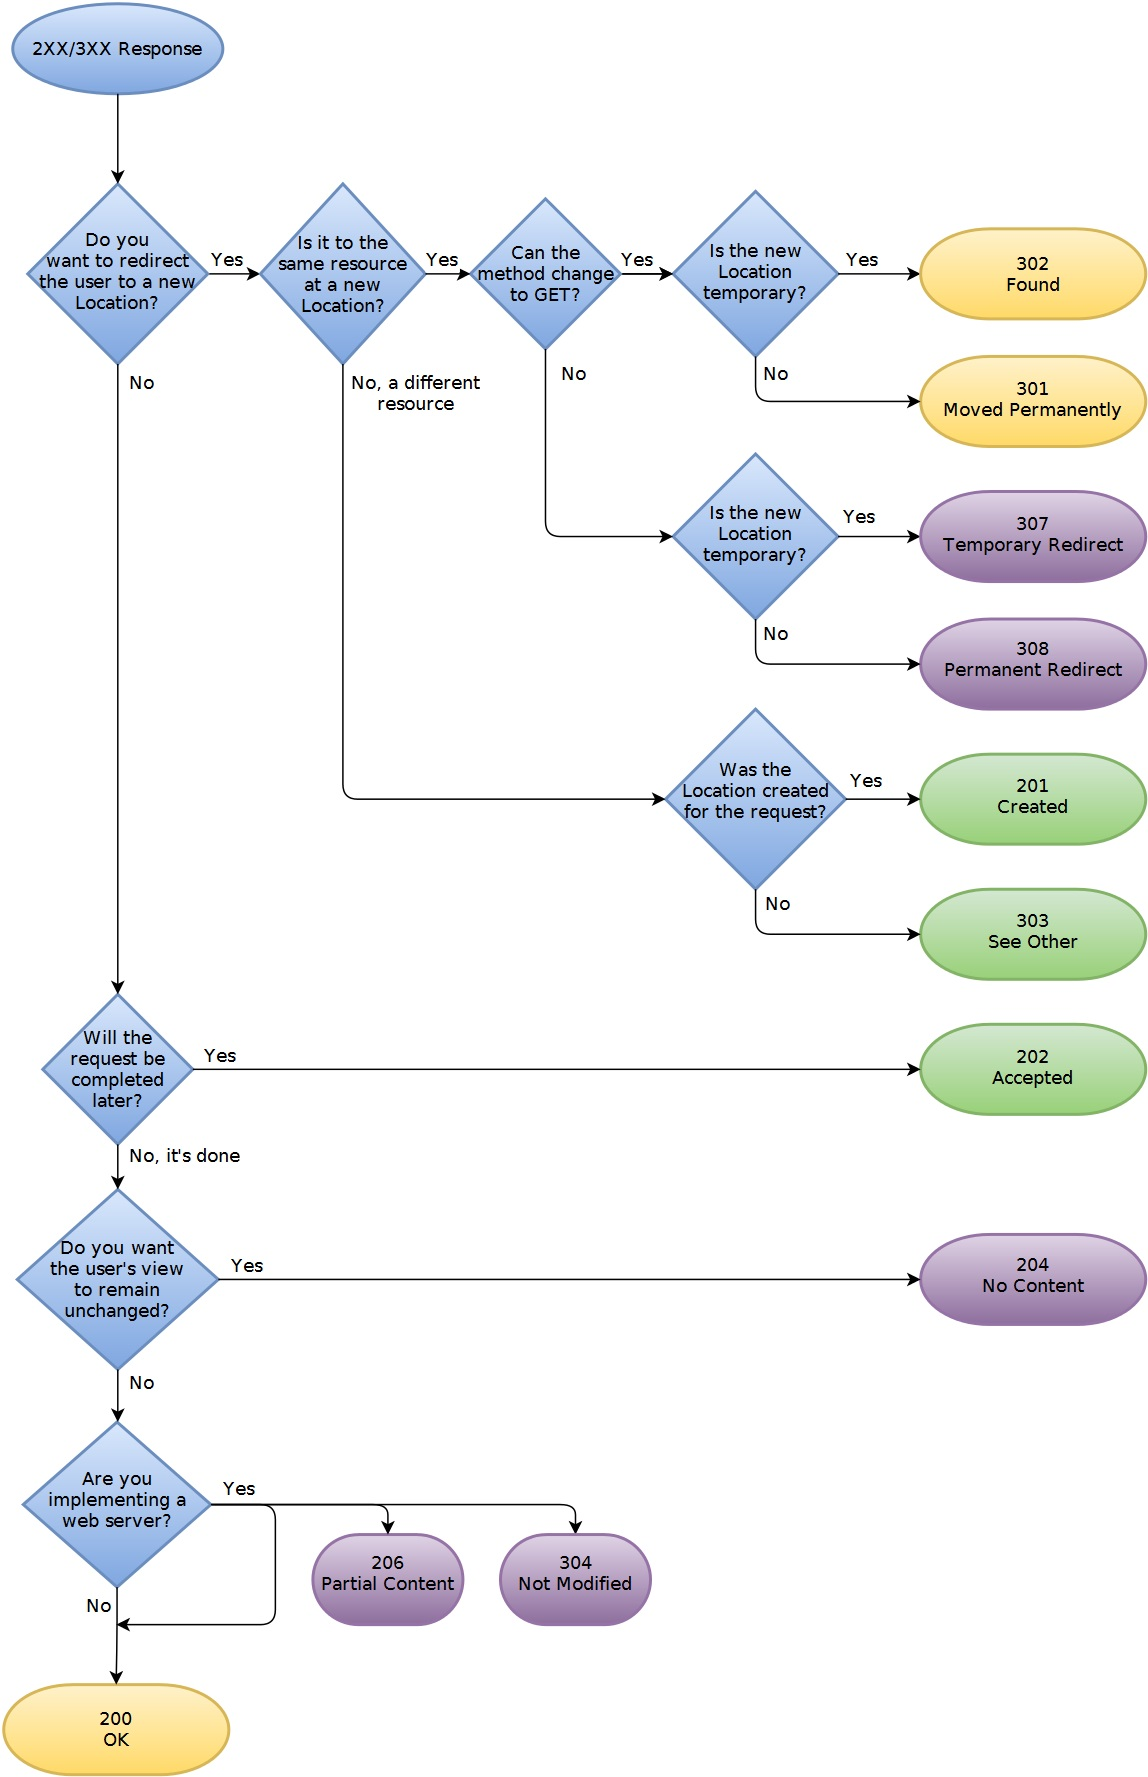 2XX/3XX Response
Do you
want to redirect
the user to a new
Location?
Yes
Is it to the
same resource
at a new
Location?
Yes
Can the
method change
to GET?
Yes
Is the new
Location
temporary?
Yes
302
Found
No
No, a different
resource
No
No
301
Moved Permanently
Is the new
Location
temporary?
Yes
307
Temporary Redirect
No
308
Permanent Redirect
Was the
Location created
for the request?
Yes
201
Created
No
303
See Other
Will the
request be
completed
later?
Yes
202
Accepted
No, it's done
Do you want
the user's view
to remain
unchanged?
Yes
204
No Content
No
Are you
implementing a
web server?
Yes
206
Partial Content
304
Not Modified
No
200
OK